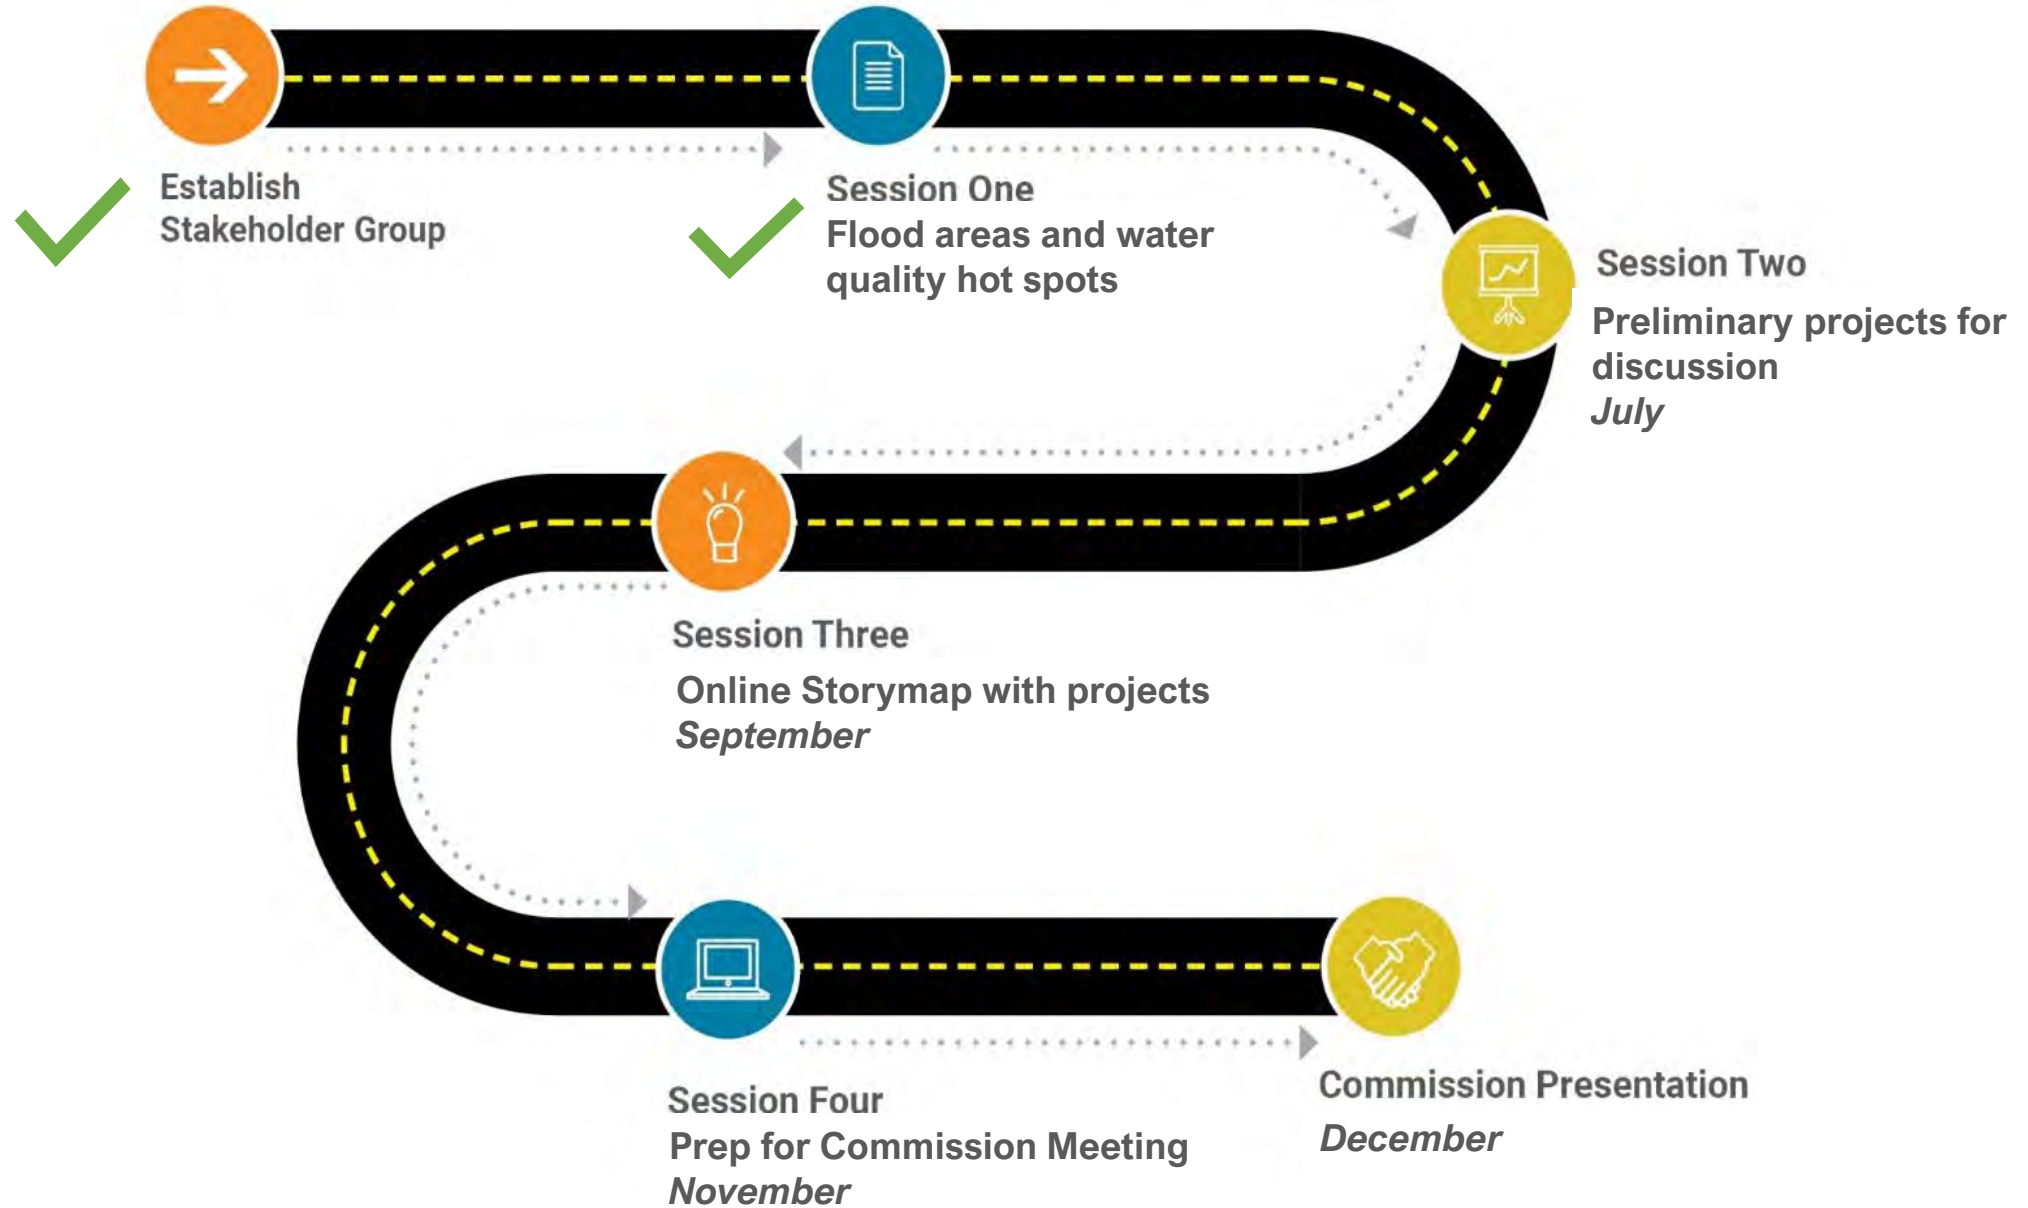 Establish
Stakeholder Group
Session One
Flood areas and water
quality hot spots
Session Two
Preliminary projects for
discussion
July
Session Three
Online Storymap with projects
September
Session Four
Prep for Commission Meeting
November
Commission Presentation
December